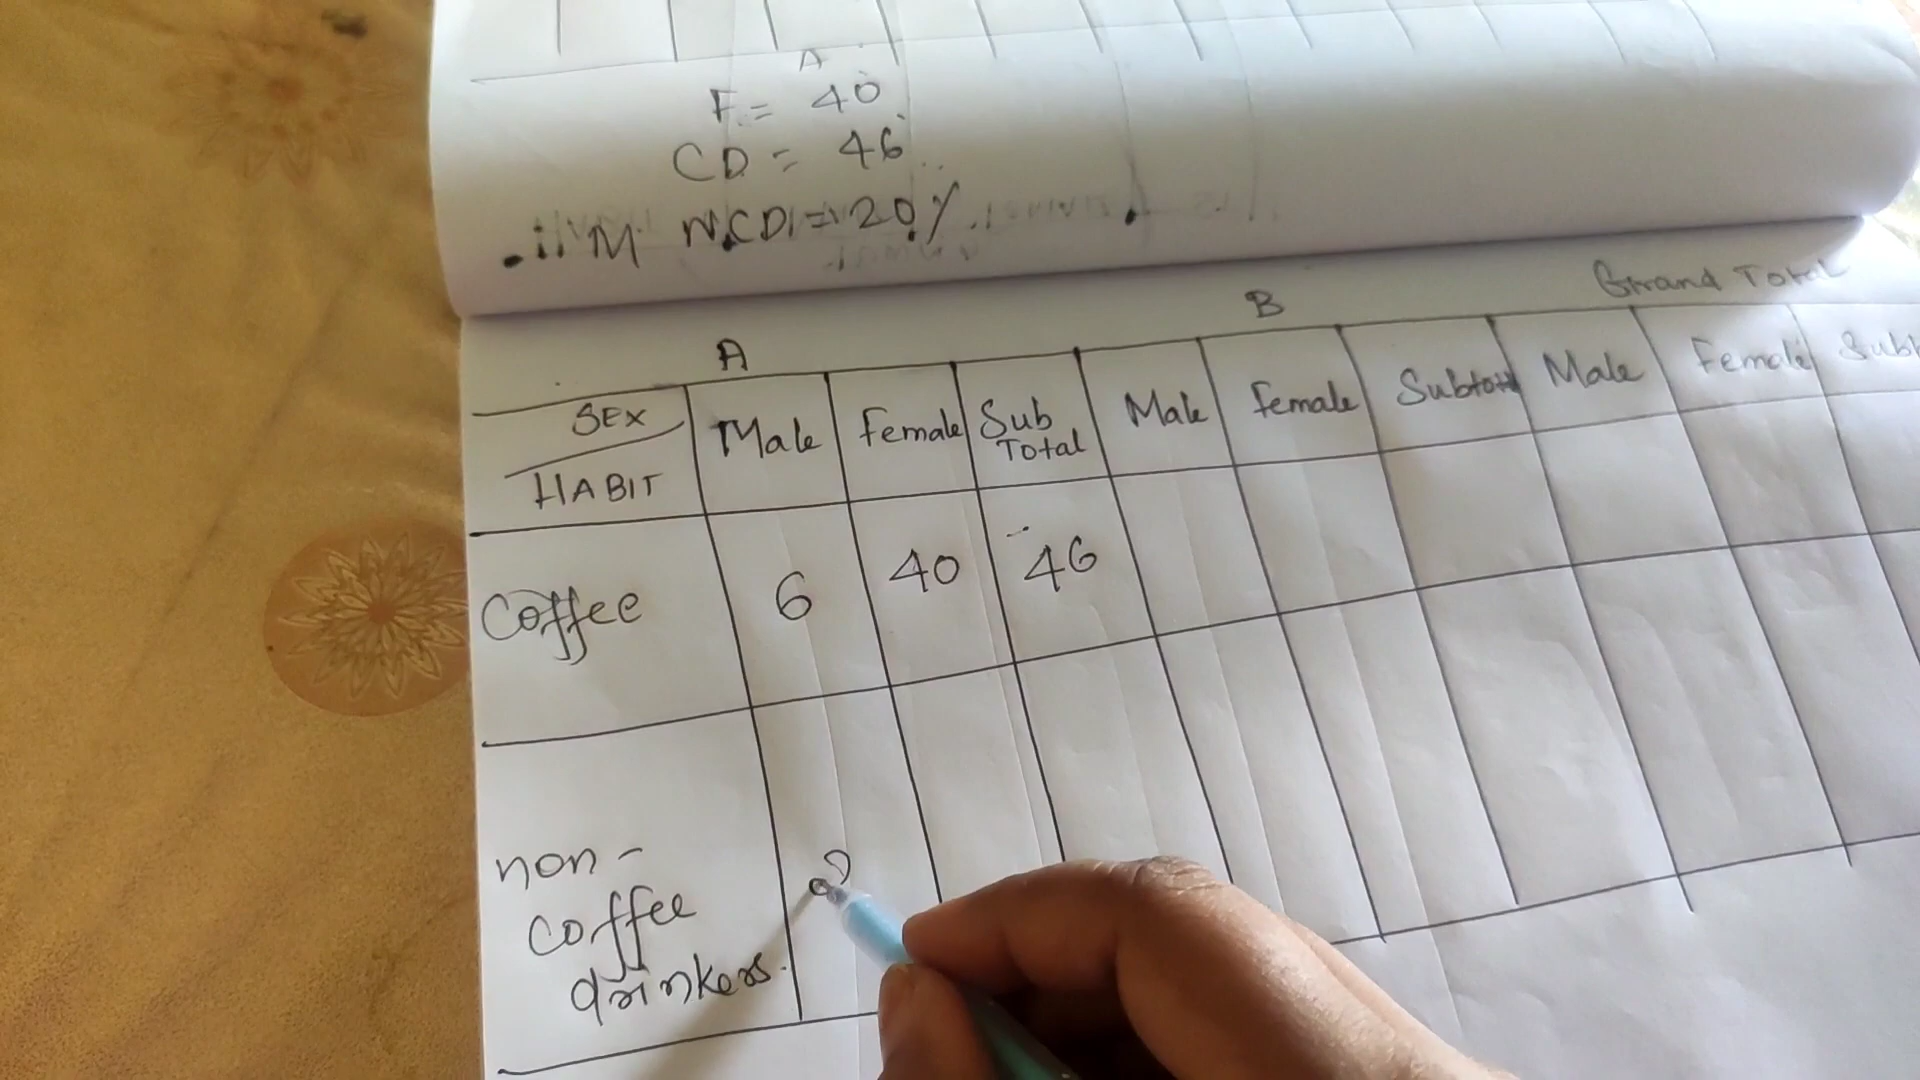 A
F = 40
CD = 46
M NCD = 20%
A B Grand Total
SEX Male Female Sub Total Male Female Male Female
HABIT
Coffee 6 40 46
non-
coffee
drinkers.